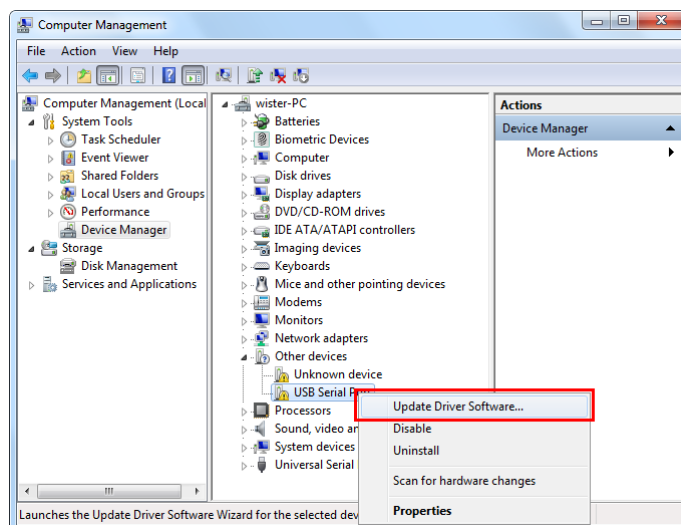 Computer Management
File Action View Help
Computer Management (Local
System Tools
Task Scheduler
Event Viewer
Shared Folders
Local Users and Groups
Performance
Device Manager
Storage
Disk Management
Services and Applications
wister-PC
Batteries
Biometric Devices
Computer
Disk drives
Display adapters
DVD/CD-ROM drives
IDE ATA/ATAPI controllers
Imaging devices
Keyboards
Mice and other pointing devices
Modems
Monitors
Network adapters
Other devices
Unknown device
USB Serial
Processors
Sound, video
System devices
Universal Serial
Actions
Device Manager
More Actions
Update Driver Software...
Disable
Uninstall
Scan for hardware changes
Properties
Launches the Update Driver Software Wizard for the selected dev